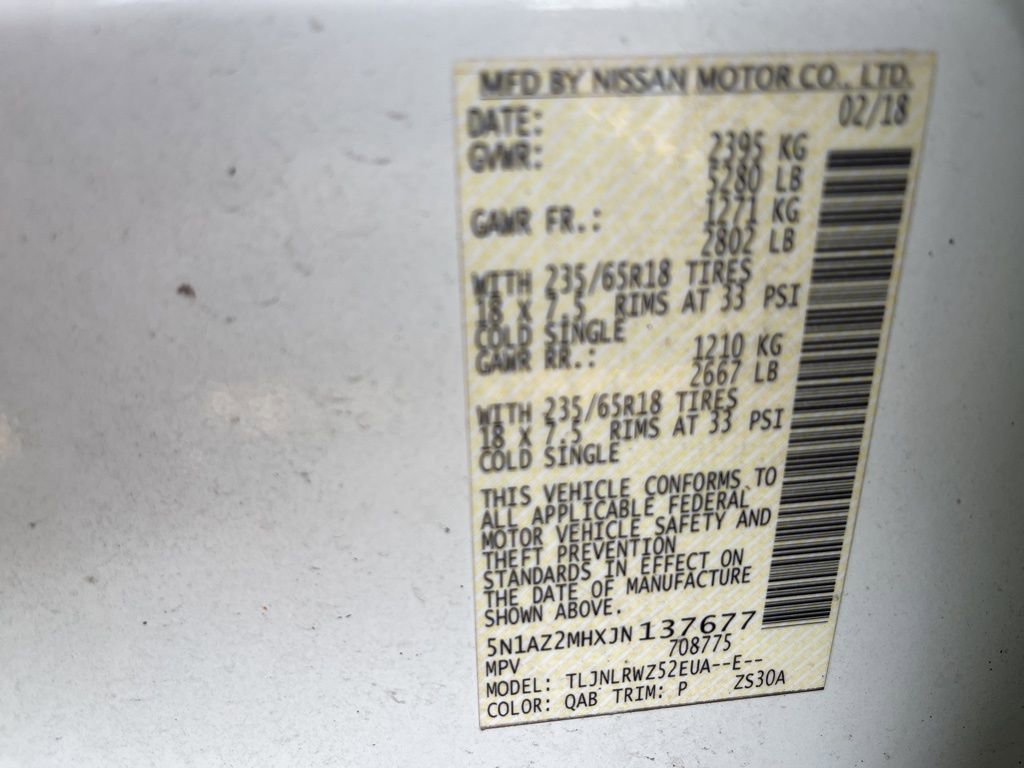 MFD BY NISSAN MOTOR CO., LTD.
DATE: 02/18
GVWR: 2395 KG
5280 LB
GAWR FR.: 1271 KG
2802 LB
WITH 235/65R18 TIRES
18 X 7.5 RIMS AT 33 PSI
COLD SINGLE
GAWR RR.: 1210 KG
2667 LB
WITH 235/65R18 TIRES
18 X 7.5 RIMS AT 33 PSI
COLD SINGLE
THIS VEHICLE CONFORMS TO
ALL APPLICABLE FEDERAL
MOTOR VEHICLE SAFETY AND
THEFT PREVENTION
STANDARDS IN EFFECT ON
THE DATE OF MANUFACTURE
SHOWN ABOVE.
5N1AZ2MHXJN137677
MPV 708775
MODEL: TLJNLRWZ52EUA--E--
COLOR: QAB TRIM: P ZS30A